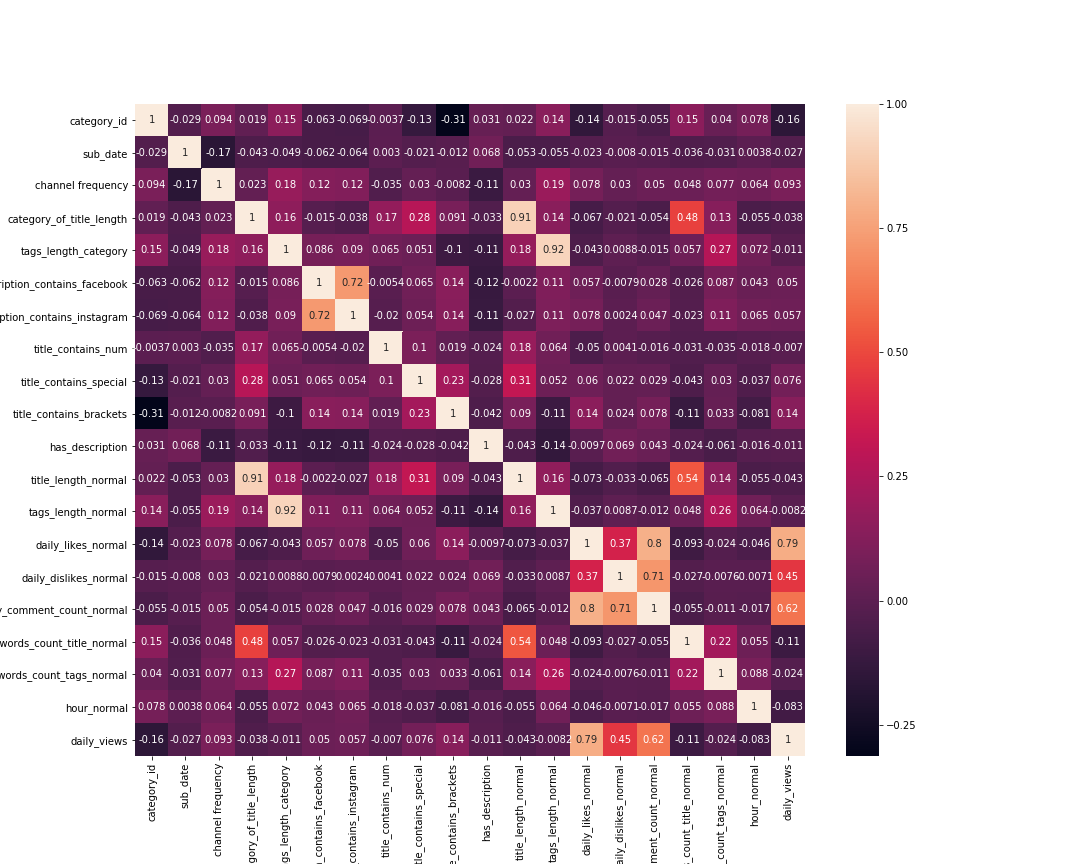 1.00
category_id 1 -0.029 0.094 0.019 0.15 -0.063 -0.069 -0.0037 -0.13 -0.31 0.031 0.022 0.14 -0.14 -0.015 -0.055 0.15 0.04 0.078 -0.16
sub_date -0.029 1 -0.17 -0.043 -0.049 -0.062 -0.064 0.003 -0.021 -0.012 0.068 -0.053 -0.055 -0.023 -0.008 -0.015 -0.036 -0.031 0.0038 -0.027
channel frequency 0.094 -0.17 1 0.023 0.18 0.12 0.12 -0.035 0.03 -0.0082 -0.11 0.03 0.19 0.078 0.03 0.05 0.048 0.077 0.064 0.093
category_of_title_length 0.019 -0.043 0.023 1 0.16 -0.015 -0.038 0.17 0.28 0.091 -0.033 0.91 0.14 -0.067 -0.021 -0.054 0.48 0.13 -0.055 -0.038
0.75
tags_length_category 0.15 -0.049 0.18 0.16 1 0.086 0.09 0.065 0.051 -0.1 -0.11 0.18 0.92 -0.043 0.0088 -0.015 0.057 0.27 0.072 -0.011
ription_contains_facebook -0.063 -0.062 0.12 -0.015 0.086 1 0.72 -0.0054 0.065 0.14 -0.12 -0.0022 0.11 0.057 -0.0079 0.028 -0.026 0.087 0.043 0.05
ption_contains_instagram -0.069 -0.064 0.12 -0.038 0.09 0.72 1 -0.02 0.054 0.14 -0.11 -0.027 0.11 0.078 0.0024 0.047 -0.023 0.11 0.065 0.057
title_contains_num -0.0037 0.003 -0.035 0.17 0.065 -0.0054 -0.02 1 0.1 0.019 -0.024 0.18 0.064 -0.05 0.0041 -0.016 -0.031 -0.035 -0.018 -0.007
0.50
title_contains_special -0.13 -0.021 0.03 0.28 0.051 0.065 0.054 0.1 1 0.23 -0.028 0.31 0.052 0.06 0.022 0.029 -0.043 0.03 -0.037 0.076
title_contains_brackets -0.31 -0.012 -0.0082 0.091 -0.1 0.14 0.14 0.019 0.23 1 -0.042 0.09 -0.11 0.14 0.024 0.078 -0.11 0.033 -0.081 0.14
has_description 0.031 0.068 -0.11 -0.033 -0.11 -0.12 -0.11 -0.024 -0.028 -0.042 1 -0.043 -0.14 -0.0097 0.069 0.043 -0.024 -0.061 -0.016 -0.011
0.25
title_length_normal 0.022 -0.053 0.03 0.91 0.18 -0.0022 -0.027 0.18 0.31 0.09 -0.043 1 0.16 -0.073 -0.033 -0.065 0.54 0.14 -0.055 -0.043
tags_length_normal 0.14 -0.055 0.19 0.14 0.92 0.11 0.11 0.064 0.052 -0.11 -0.14 0.16 1 -0.037 0.0087 -0.012 0.048 0.26 0.064 -0.0082
daily_likes_normal -0.14 -0.023 0.078 -0.067 -0.043 0.057 0.078 -0.05 0.06 0.14 -0.0097 -0.073 -0.037 1 0.37 0.8 -0.093 -0.024 -0.046 0.79
daily_dislikes_normal -0.015 -0.008 0.03 -0.021 0.0088 -0.0079 0.0024 0.0041 0.022 0.024 0.069 -0.033 0.0087 0.37 1 0.71 -0.027 -0.0076 -0.0071 0.45
0.00
y_comment_count_normal -0.055 -0.015 0.05 -0.054 -0.015 0.028 0.047 -0.016 0.029 0.078 0.043 -0.065 -0.012 0.8 0.71 1 -0.055 -0.011 -0.017 0.62
words_count_title_normal 0.15 -0.036 0.048 0.48 0.057 -0.026 -0.023 -0.031 -0.043 -0.11 -0.024 0.54 0.048 -0.093 -0.027 -0.055 1 0.22 0.055 -0.11
words_count_tags_normal 0.04 -0.031 0.077 0.13 0.27 0.087 0.11 -0.035 0.03 0.033 -0.061 0.14 0.26 -0.024 -0.0076 -0.011 0.22 1 0.088 -0.024
hour_normal 0.078 0.0038 0.064 -0.055 0.072 0.043 0.065 -0.018 -0.037 -0.081 -0.016 -0.055 0.064 -0.046 -0.0071 -0.017 0.055 0.088 1 -0.083
-0.25
daily_views -0.16 -0.027 0.093 -0.038 -0.011 0.05 0.057 -0.007 0.076 0.14 -0.011 -0.043 -0.0082 0.79 0.45 0.62 -0.11 -0.024 -0.083 1
category_id
sub_date
channel frequency
gory_of_title_length
gs_length_category
n_contains_facebook
contains_instagram
title_contains_num
tle_contains_special
e_contains_brackets
has_description
title_length_normal
tags_length_normal
daily_likes_normal
aily_dislikes_normal
ment_count_normal
_count_title_normal
count_tags_normal
hour_normal
daily_views